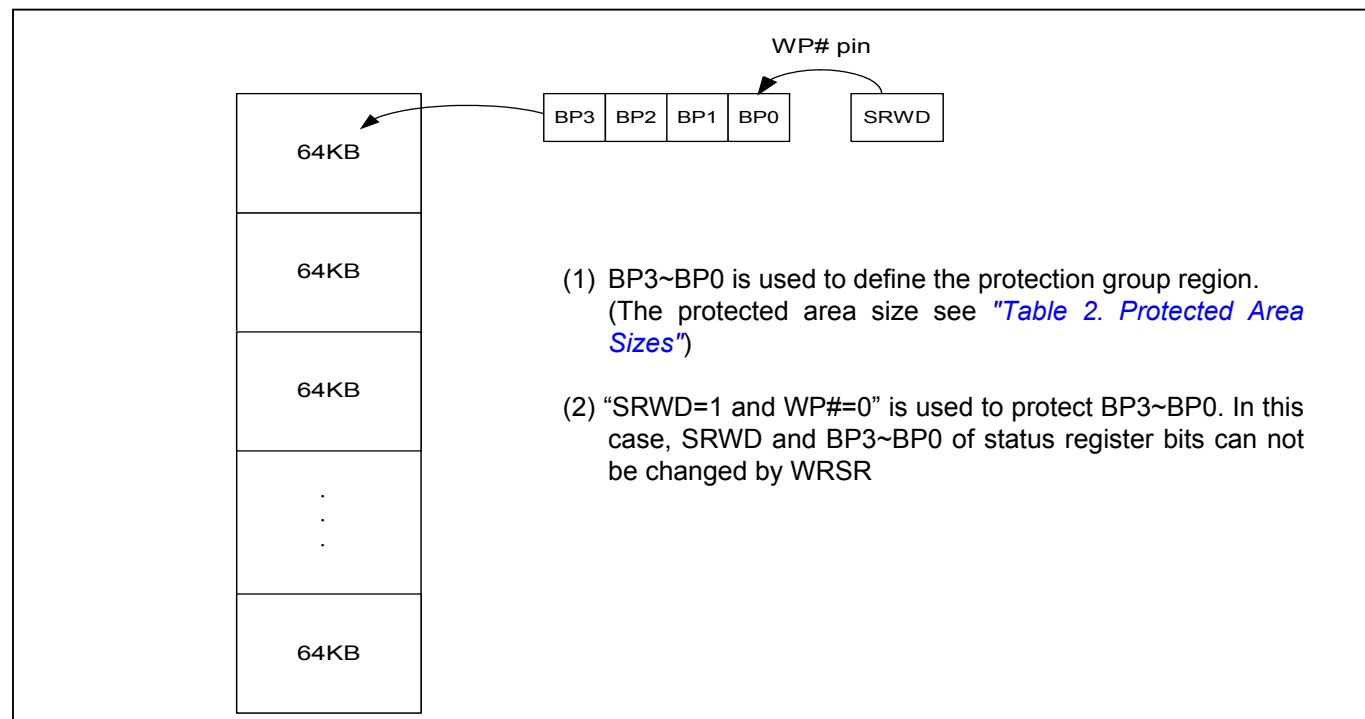 WP# pin
BP3 BP2 BP1 BP0 SRWD
64KB
64KB
64KB
.
.
.
64KB
(1) BP3~BP0 is used to define the protection group region.
(The protected area size see "Table 2. Protected Area
Sizes")
(2) “SRWD=1 and WP#=0” is used to protect BP3~BP0. In this
case, SRWD and BP3~BP0 of status register bits can not
be changed by WRSR